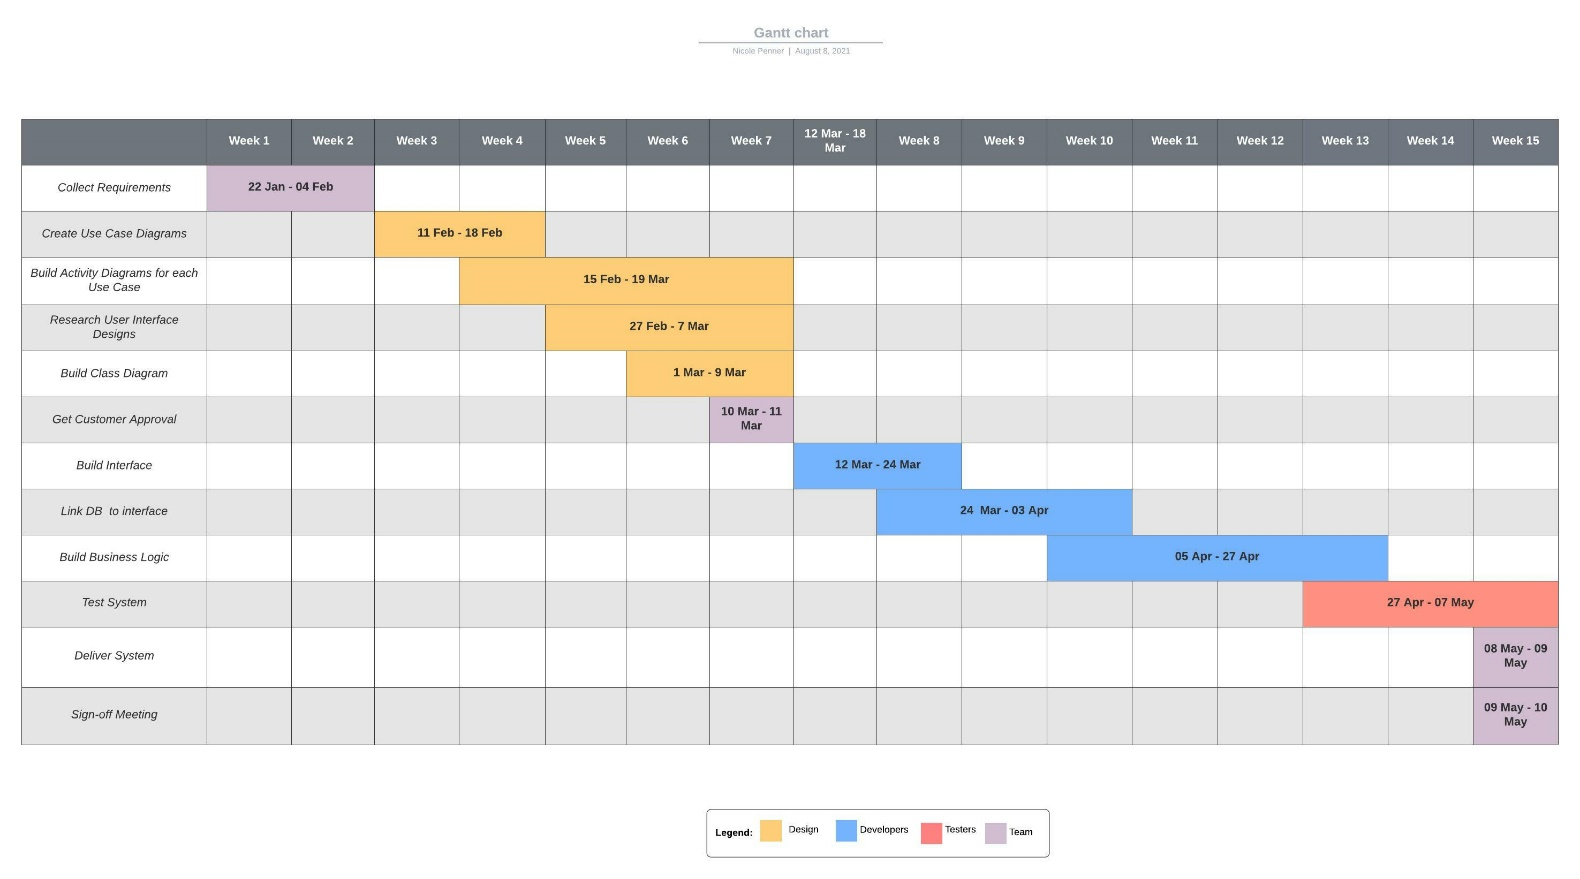 Gantt chart
Nicole Penner | August 8, 2021
Week 1
Week 2
Week 3
Week 4
Week 5
Week 6
Week 7
12 Mar - 18
Mar
Week 8
Week 9
Week 10
Week 11
Week 12
Week 13
Week 14
Week 15
Collect Requirements
22 Jan - 04 Feb
Create Use Case Diagrams
11 Feb - 18 Feb
Build Activity Diagrams for each
Use Case
15 Feb - 19 Mar
Research User Interface
Designs
27 Feb - 7 Mar
Build Class Diagram
1 Mar - 9 Mar
Get Customer Approval
10 Mar - 11
Mar
Build Interface
12 Mar - 24 Mar
Link DB  to interface
24  Mar - 03 Apr
Build Business Logic
05 Apr - 27 Apr
Test System
27 Apr - 07 May
Deliver System
08 May - 09
May
Sign-off Meeting
09 May - 10
May
Legend:
Design
Developers
Testers
Team